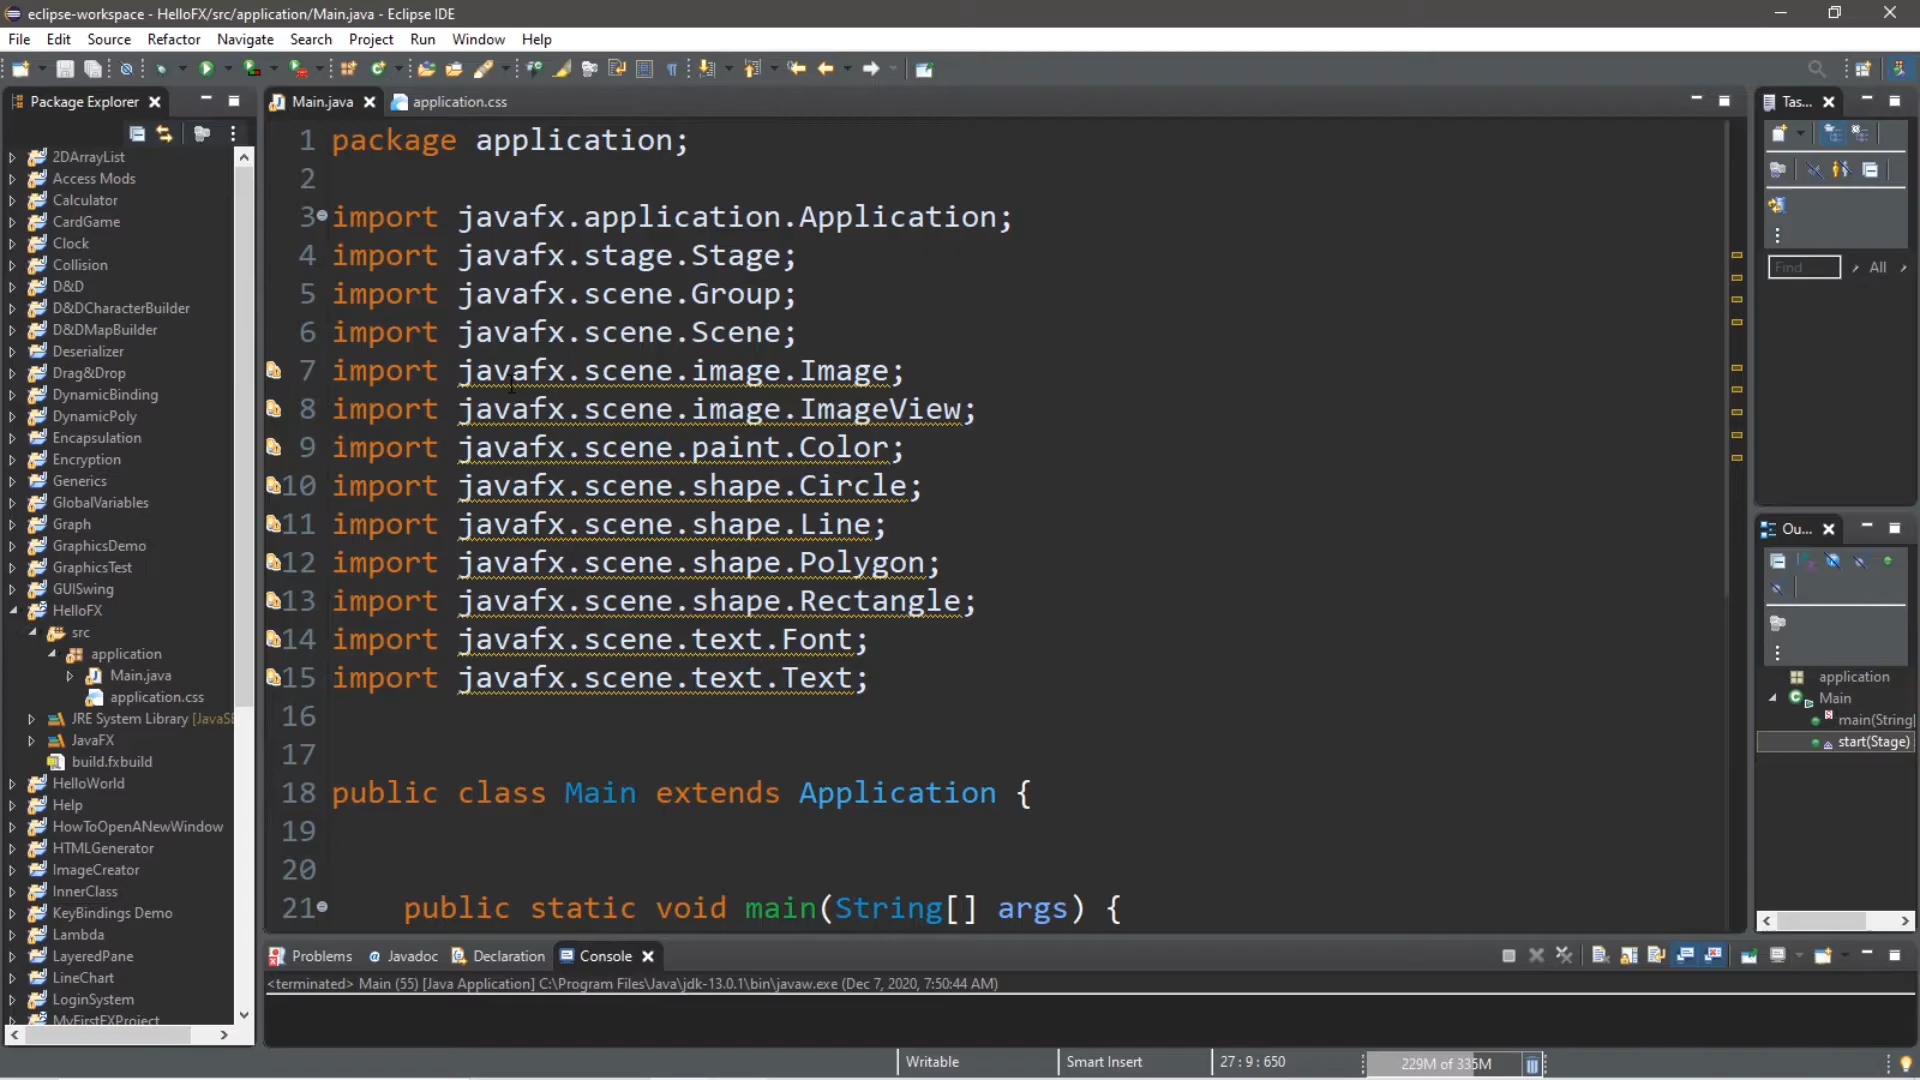 eclipse-workspace - HelloFX/src/application/Main.java - Eclipse IDE
File Edit Source Refactor Navigate Search Project Run Window Help
Package Explorer
2DArrayList
Access Mods
Calculator
CardGame
Clock
Collision
D&D
D&DCharacterBuilder
D&DMapBuilder
Deserializer
Drag&Drop
DynamicBinding
DynamicPoly
Encapsulation
Encryption
Generics
GlobalVariables
Graph
GraphicsDemo
GraphicsTest
GUISwing
HelloFX
src
application
Main.java
application.css
JRE System Library [JavaSE
JavaFX
build.fxbuild
HelloWorld
Help
HowToOpenANewWindow
HTMLGenerator
ImageCreator
InnerClass
KeyBindings Demo
Lambda
LayeredPane
LineChart
LoginSystem
MyFirstFXProject
Main.java application.css
1 package application;
2
3 import javafx.application.Application;
4 import javafx.stage.Stage;
5 import javafx.scene.Group;
6 import javafx.scene.Scene;
7 import javafx.scene.image.Image;
8 import javafx.scene.image.ImageView;
9 import javafx.scene.paint.Color;
10 import javafx.scene.shape.Circle;
11 import javafx.scene.shape.Line;
12 import javafx.scene.shape.Polygon;
13 import javafx.scene.shape.Rectangle;
14 import javafx.scene.text.Font;
15 import javafx.scene.text.Text;
16
17
18 public class Main extends Application {
19
20
21 public static void main(String[] args) {
Tas...
Find All
Ou...
application
Main
main(String[
start(Stage)
Problems Javadoc Declaration Console
<terminated> Main (55) [Java Application] C:\Program Files\Java\jdk-13.0.1\bin\javaw.exe (Dec 7, 2020, 7:50:44 AM)
Writable Smart Insert 27 : 9 : 650 229M of 335M